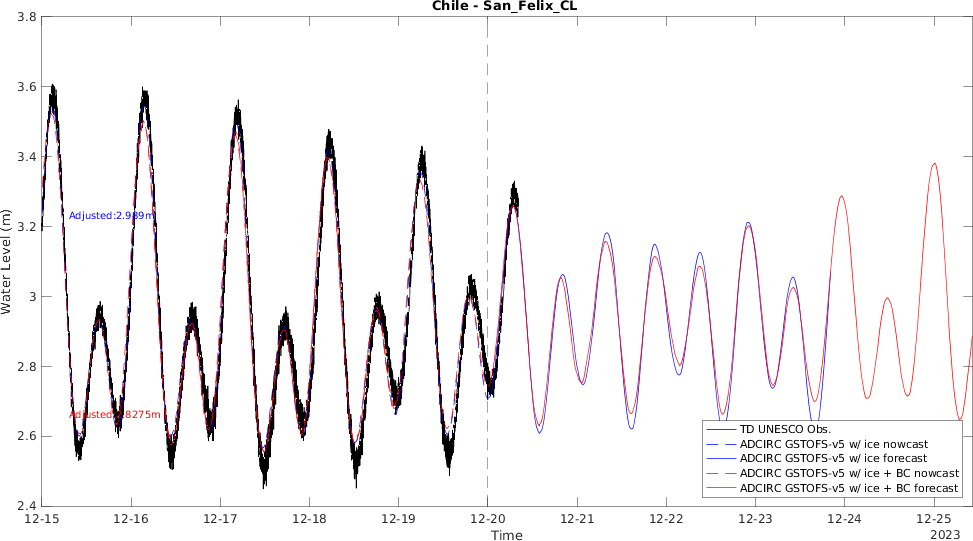 Chile - San_Felix_CL
3.8
3.6
3.4
3.2
3
2.8
2.6
2.4
Water Level (m)
Adjusted:2.989m
Adjusted:2.8275m
TD UNESCO Obs.
ADCIRC GSTOFS-v5 w/ ice nowcast
ADCIRC GSTOFS-v5 w/ ice forecast
ADCIRC GSTOFS-v5 w/ ice + BC nowcast
ADCIRC GSTOFS-v5 w/ ice + BC forecast
12-15 12-16 12-17 12-18 12-19 12-20 12-21 12-22 12-23 12-24 12-25
Time
2023